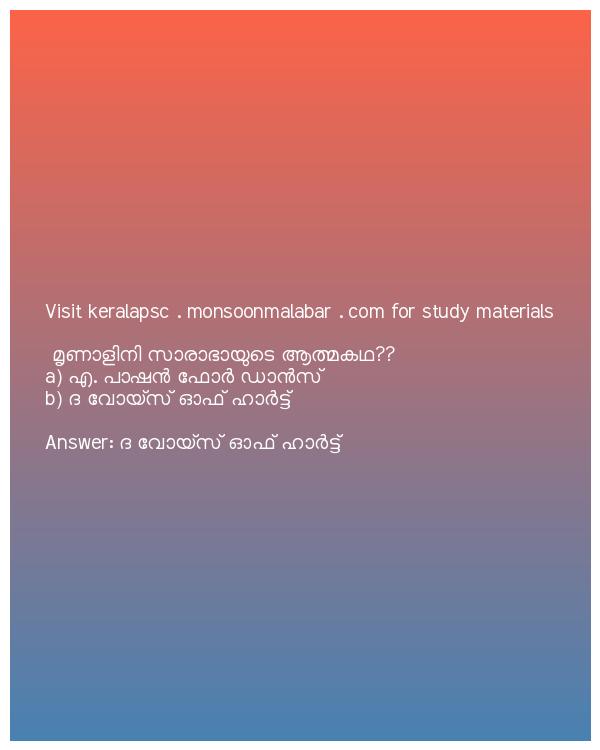 Visit keralapsc . monsoonmalabar . com for study materials
മൃണാളിനി സാരാഭായുടെ ആത്മകഥ??
a) എ. പാഷൻ ഫോർ ഡാൻസ്
b) ദ വോയ്സ് ഓഫ് ഹാർട്ട്
Answer: ദ വോയ്സ് ഓഫ് ഹാർട്ട്